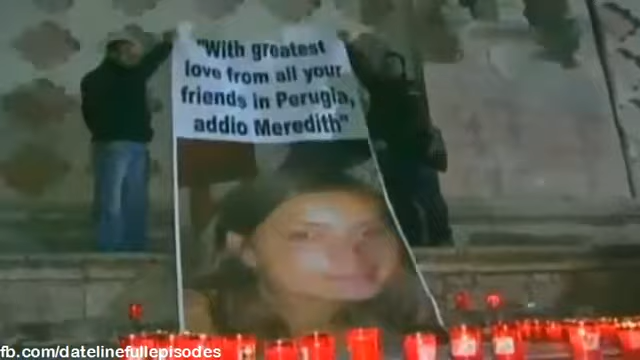 "With greatest
love from all your
friends in Perugia,
addio Meredith"
fb.com/datelinefullepisodes